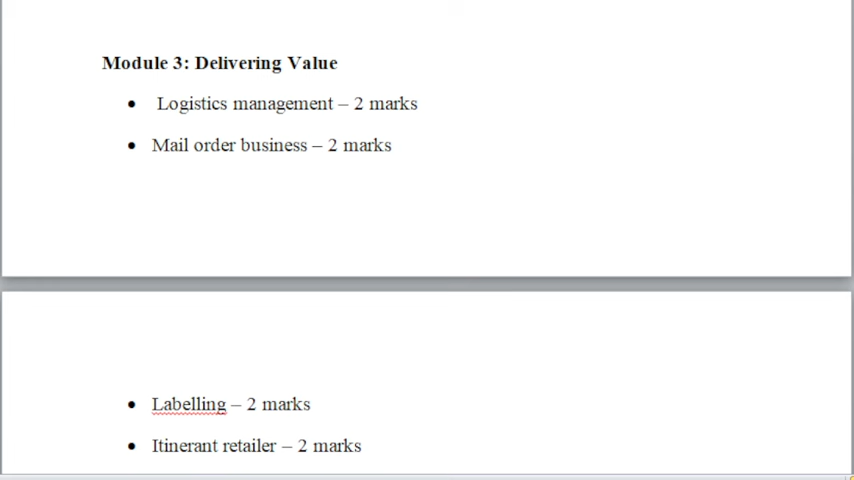 Module 3: Delivering Value
• Logistics management – 2 marks
• Mail order business – 2 marks
• Labelling – 2 marks
• Itinerant retailer – 2 marks